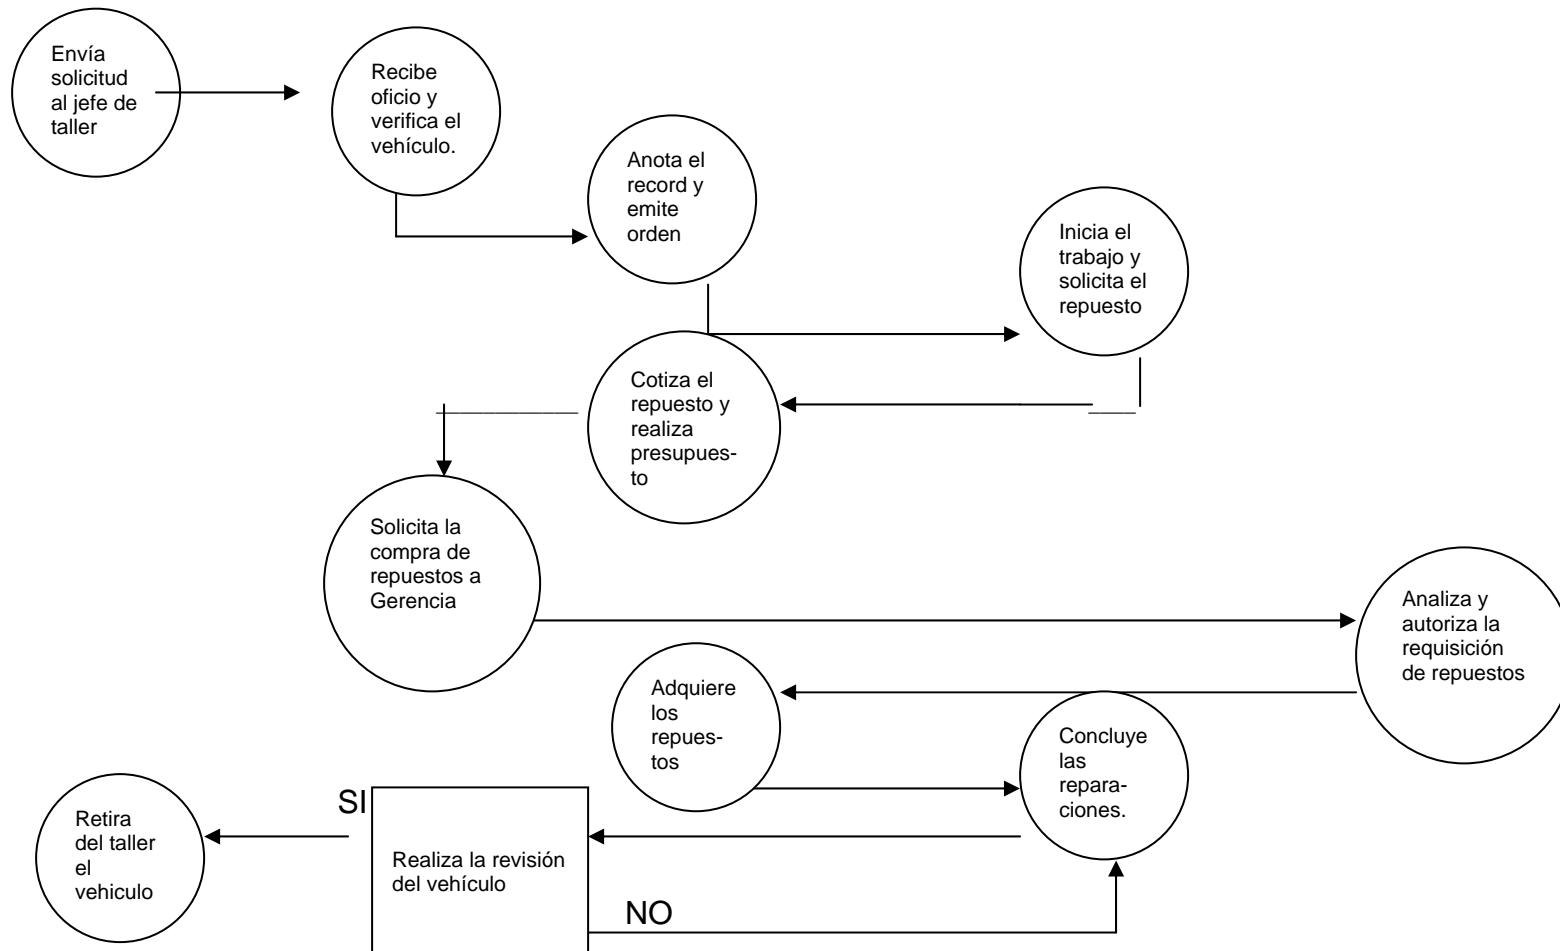 Envía
solicitud
al jefe de
taller
Recibe
oficio y
verifica el
vehículo.
Anota el
record y
emite
orden
Inicia el
trabajo y
solicita el
repuesto
Cotiza el
repuesto y
realiza
presupues-
to
Solicita la
compra de
repuestos a
Gerencia
Analiza y
autoriza la
requisición
de repuestos
Adquiere
los
repues-
tos
Concluye
las
repara-
ciones.
SI
Realiza la revisión
del vehículo
NO
Retira
del taller
el
vehiculo